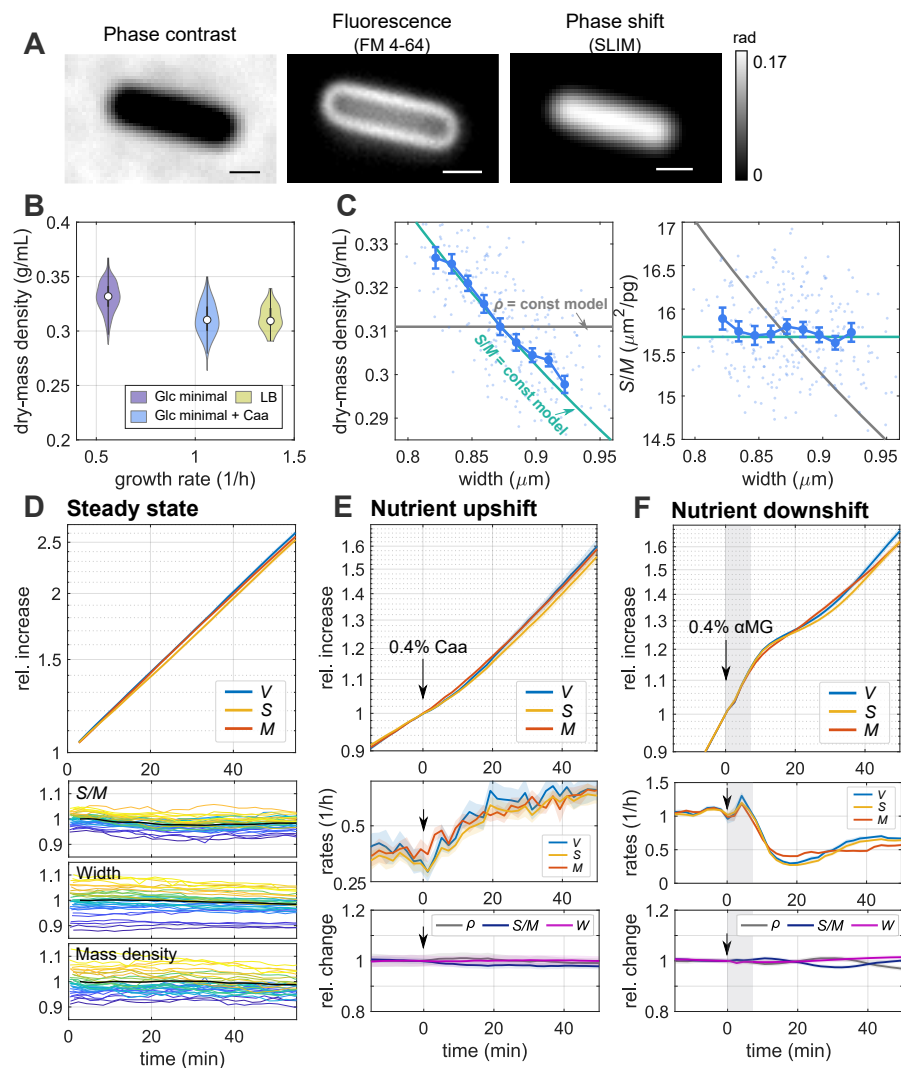 A
Phase contrast
Fluorescence
(FM 4-64)
Phase shift
(SLIM)
rad
0.17
0
B
dry-mass density (g/mL)
0.4
0.35
0.3
0.25
0.2
Glc minimal
LB
Glc minimal + Caa
0.5
1
1.5
growth rate (1/h)
C
dry-mass density (g/mL)
0.33
0.32
0.31
0.3
0.29
ρ = const model
S/M = const model
0.8
0.85
0.9
0.95
width (μm)
S/M (μm²/pg)
17
16.5
16
15.5
15
14.5
0.8
0.85
0.9
0.95
width (μm)
D
Steady state
rel. increase
2.5
2
1.5
1
V
S
M
0
20
40
S/M
1.1
1
0.9
Width
1.1
1
0.9
Mass density
1.1
1
0.9
0
20
40
time (min)
E
Nutrient upshift
rel. increase
1.6
1.5
1.4
1.3
1.2
1.1
1
0.9
0.4% Caa
V
S
M
0
20
40
rates (1/h)
0.5
0.25
V
S
M
rel. change
1.2
1
0.8
ρ
S/M
W
0
20
40
time (min)
F
Nutrient downshift
rel. increase
1.6
1.5
1.4
1.3
1.2
1.1
1
0.9
0.4% αMG
V
S
M
0
20
40
rates (1/h)
1.5
1.0
0.5
0
V
S
M
rel. change
1.2
1
0.8
ρ
S/M
W
0
20
40
time (min)